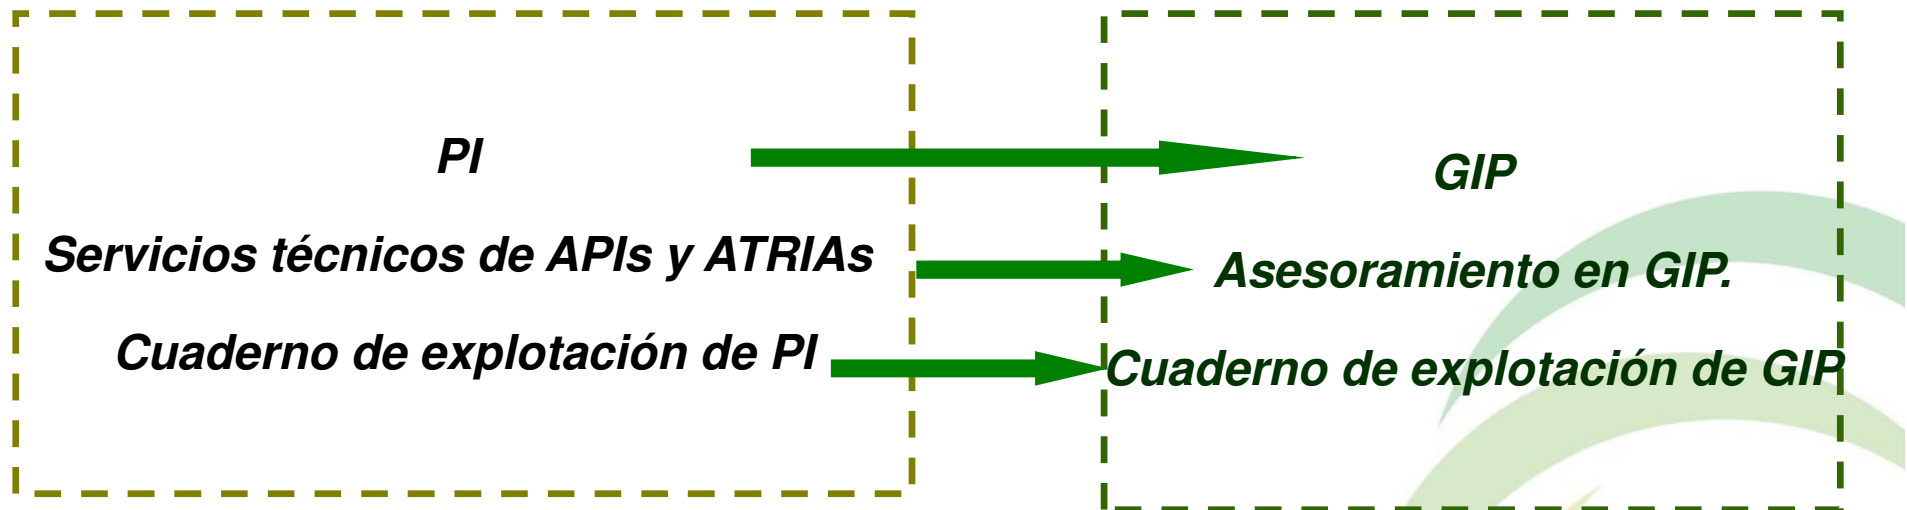 PI
Servicios técnicos de APIs y ATRIAs
Cuaderno de explotación de PI
GIP
Asesoramiento en GIP.
Cuaderno de explotación de GIP